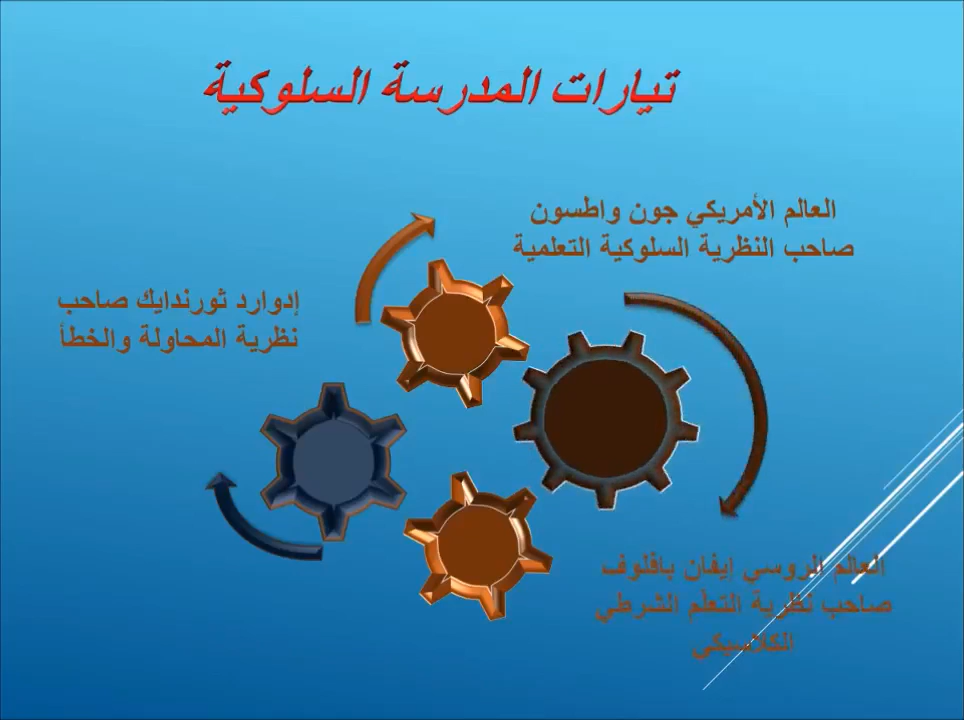 تيارات المدرسة السلوكية
العالم الأمريكي جون واطسون
صاحب النظرية السلوكية التعلمية
إدوارد ثورندايك صاحب
نظرية المحاولة والخطأ
العالم الروسي إيفان بافلوف
صاحب نظرية التعلّم الشرطي
الكلاسيكي